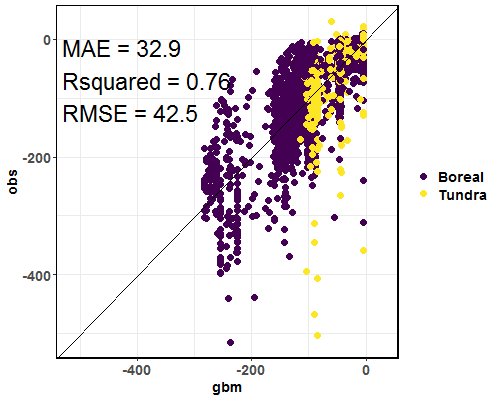 MAE = 32.9
Rsquared = 0.76
RMSE = 42.5
0
-200
-400
obs
-400
-200
0
gbm
Boreal
Tundra